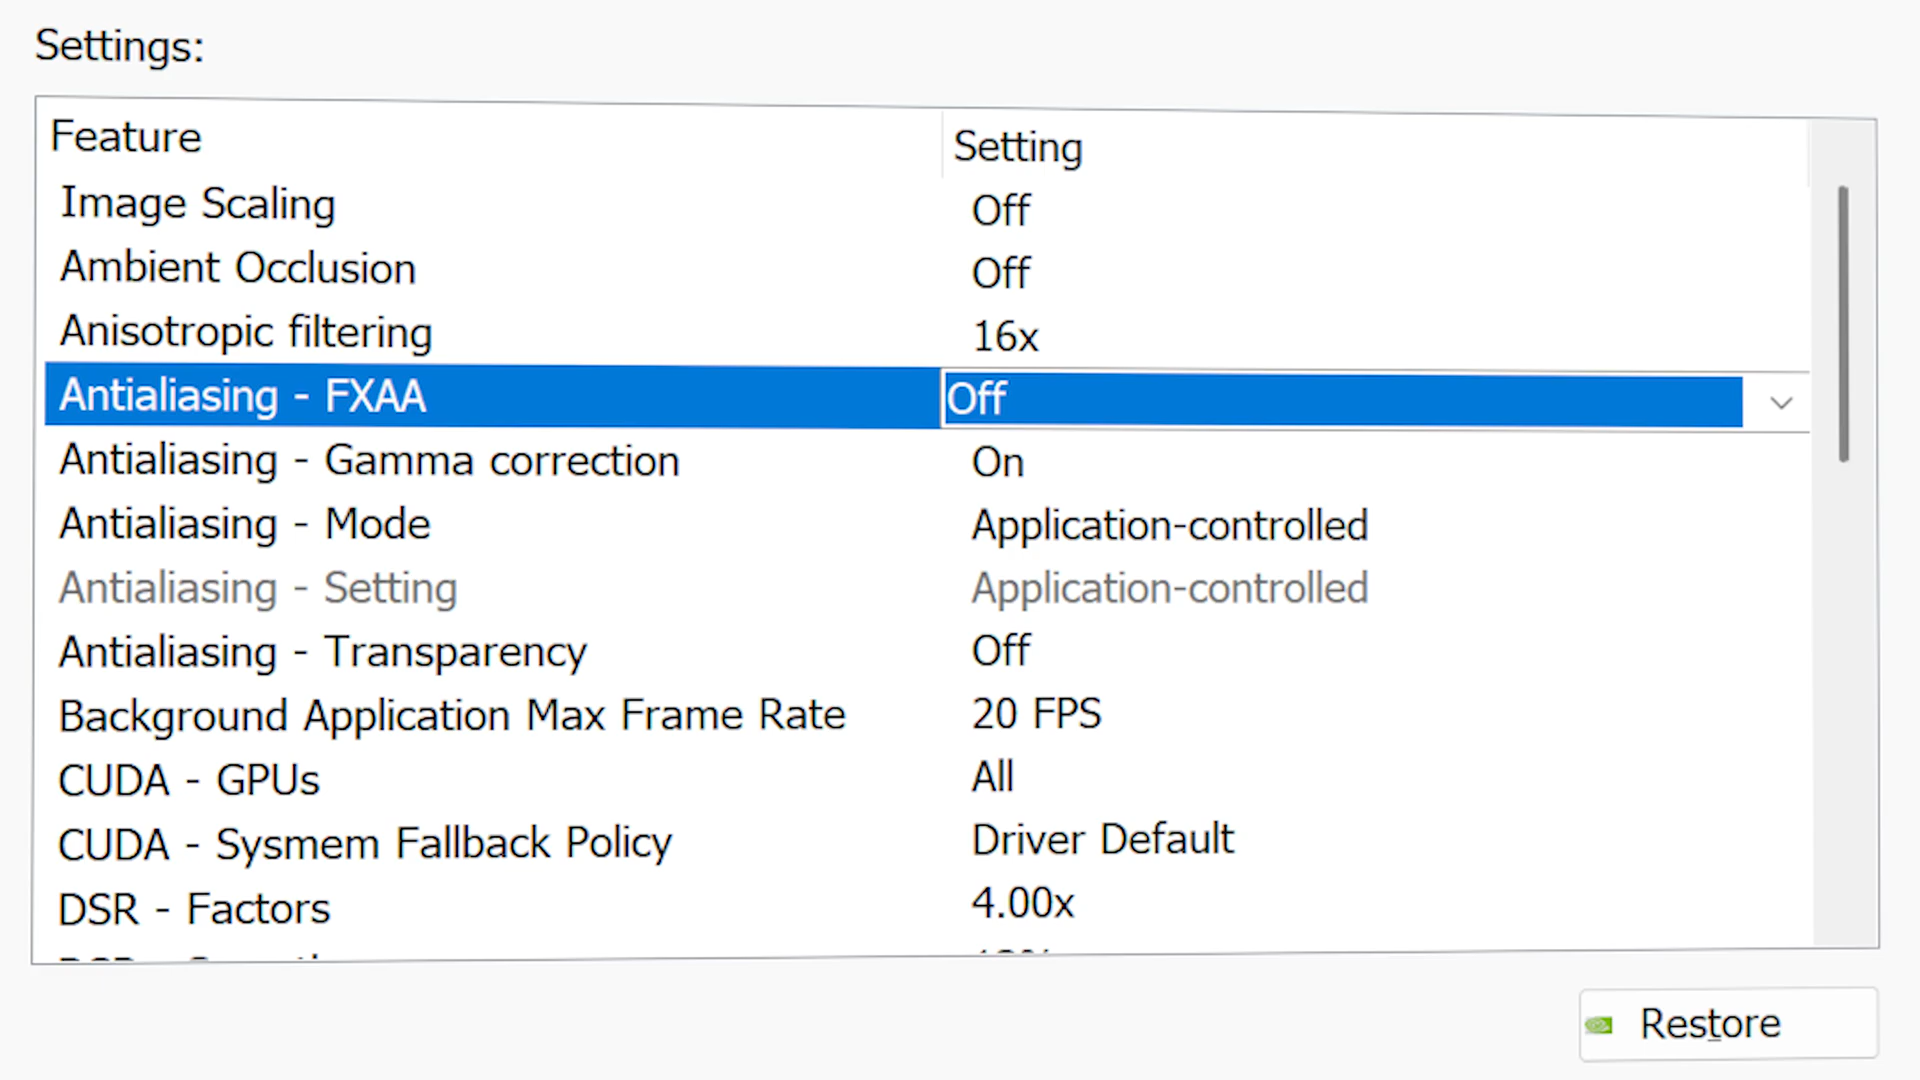 Settings:
Feature Setting
Image Scaling Off
Ambient Occlusion Off
Anisotropic filtering 16x
Antialiasing - FXAA Off
Antialiasing - Gamma correction On
Antialiasing - Mode Application-controlled
Antialiasing - Setting Application-controlled
Antialiasing - Transparency Off
Background Application Max Frame Rate 20 FPS
CUDA - GPUs All
CUDA - Sysmem Fallback Policy Driver Default
DSR - Factors 4.00x
Restore